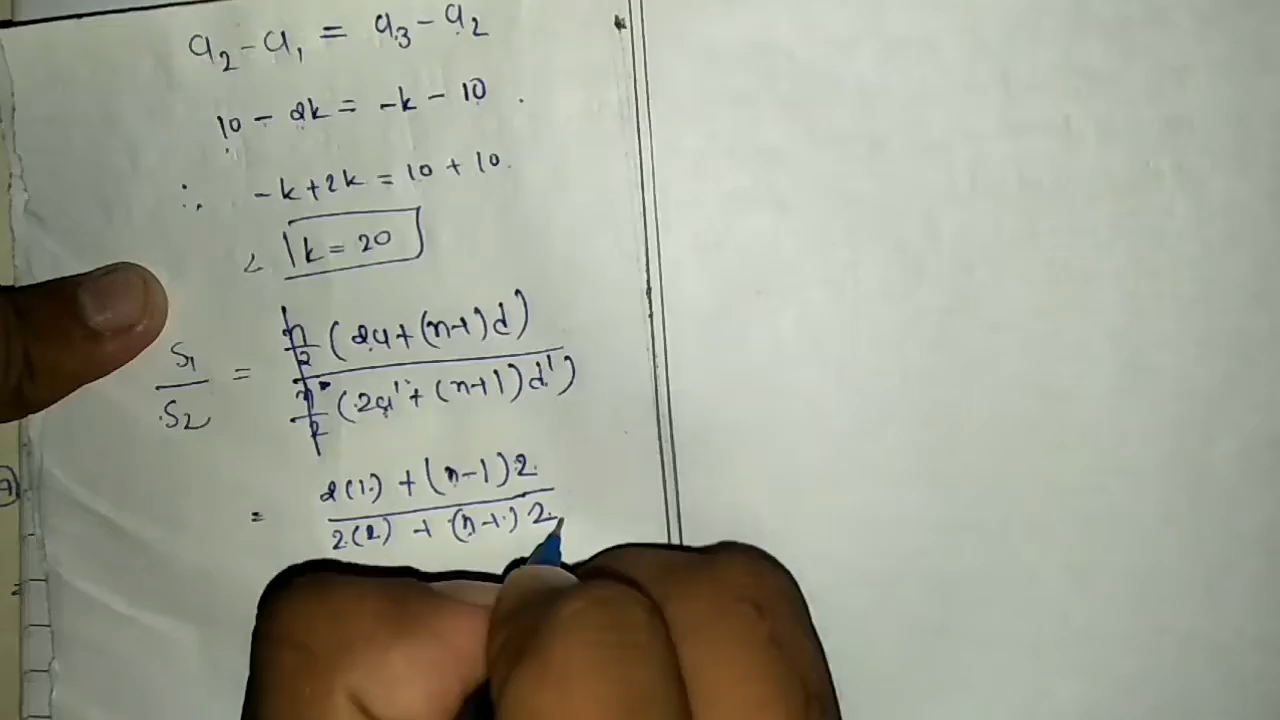 a₂ - a₁ = a₃ - a₂
10 - 2k = -k - 10
∴ -k + 2k = 10 + 10.
k = 20
S₁/S₂ = n/2 (2a + (n-1)d) / n/2 (2a' + (n-1)d')
= 2(1) + (n-1)2 / 2(2) + (n-1)2